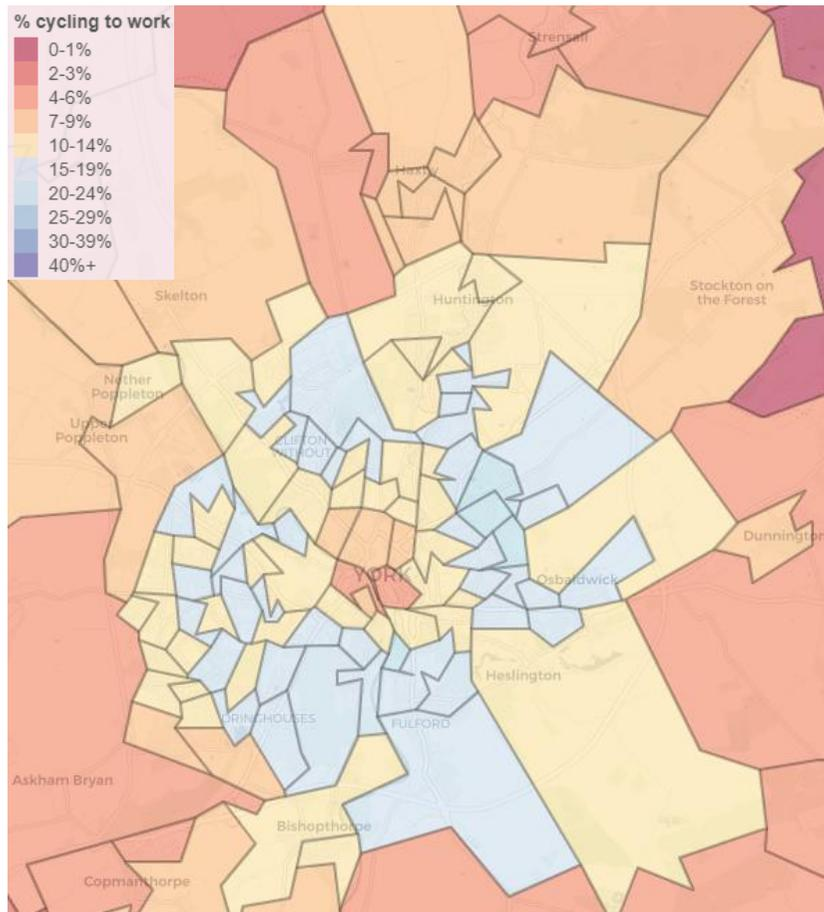 % cycling to work
0-1%
2-3%
4-6%
7-9%
10-14%
15-19%
20-24%
25-29%
30-39%
40%+
Strensall
Haxby
Skelton
Huntington
Stockton on
the Forest
Nether
Poppleton
Upper
Poppleton
CLIFTON
WITHOUT
Dunnington
YORK
Osbaldwick
Heslington
DRINGHOUSES
FULFORD
Askham Bryan
Bishopthorpe
Copmanthorpe